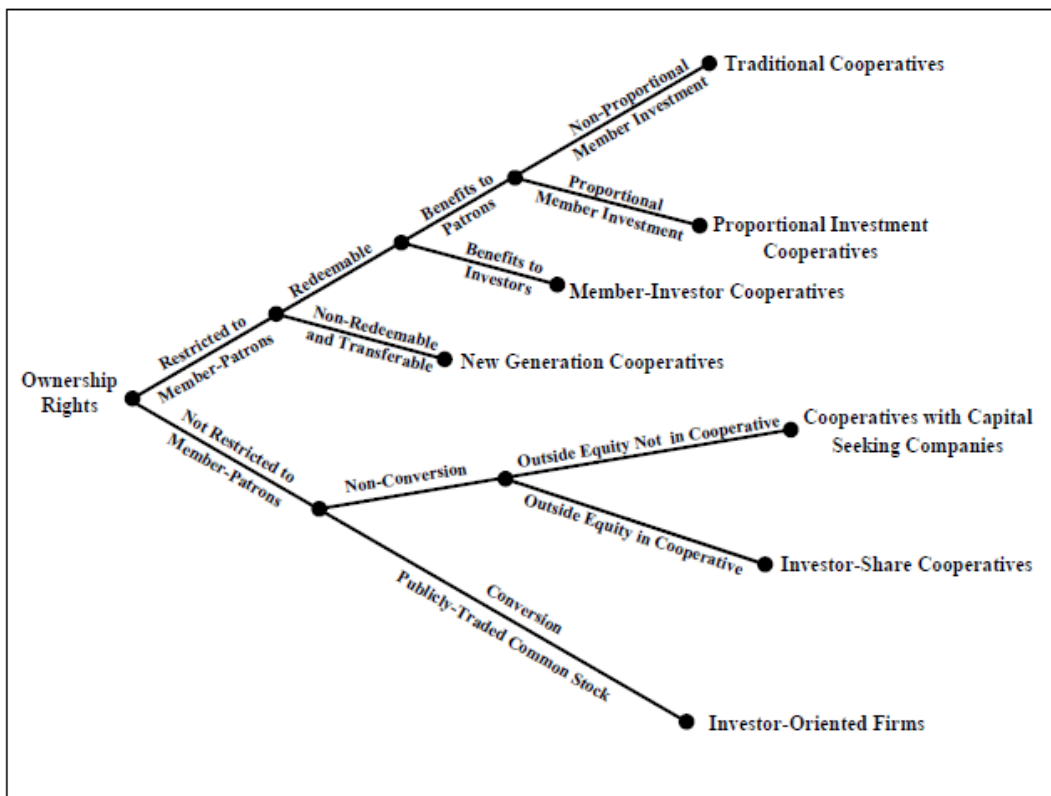 Non-Proportional
Member Investment
Traditional Cooperatives
Benefits to
Patrons
Proportional
Member Investment
Proportional Investment
Cooperatives
Redeemable
Benefits to
Investors
Member-Investor Cooperatives
Restricted to
Member-Patrons
Non-Redeemable
and Transferable
New Generation Cooperatives
Ownership
Rights
Not Restricted to
Member-Patrons
Non-Conversion
Outside Equity Not in Cooperative
Cooperatives with Capital
Seeking Companies
Outside Equity in Cooperative
Investor-Share Cooperatives
Conversion
Publicly-Traded Common Stock
Investor-Oriented Firms